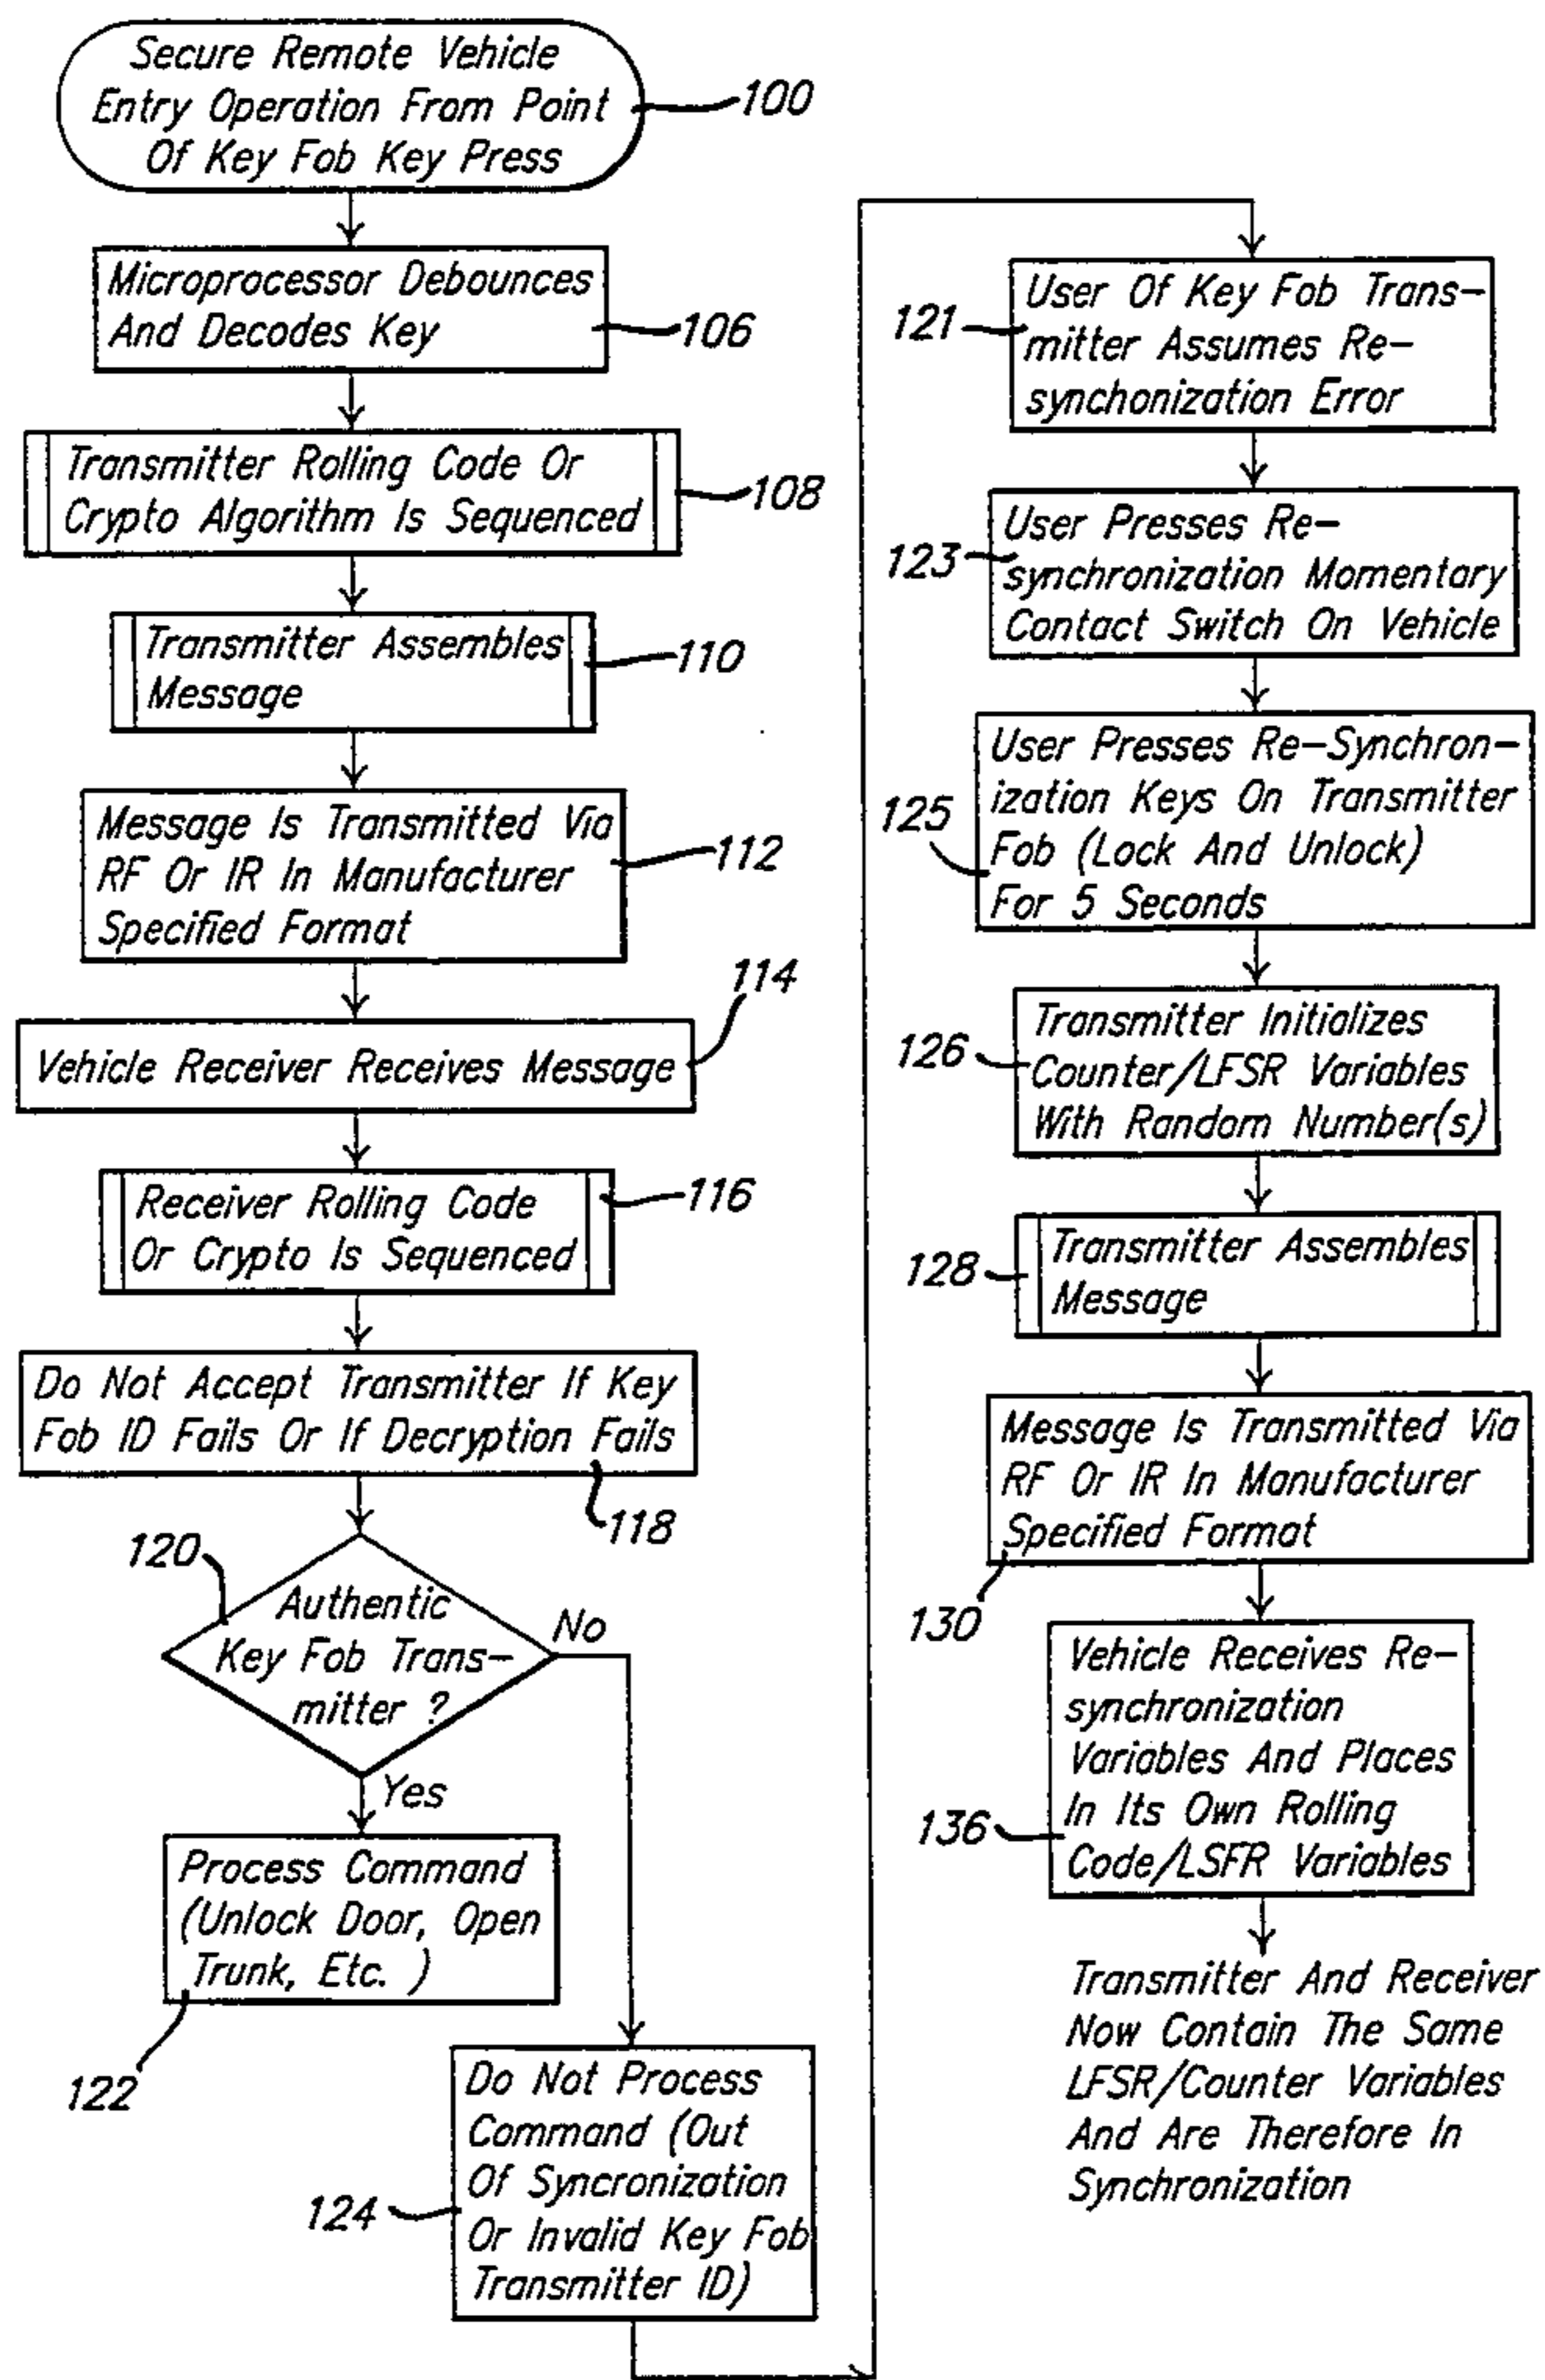 Secure Remote Vehicle
Entry Operation From Point
Of Key Fob Key Press
100
Microprocessor Debounces
And Decodes Key
106
Transmitter Rolling Code Or
Crypto Algorithm Is Sequenced
108
Transmitter Assembles
Message
110
Message Is Transmitted Via
RF Or IR In Manufacturer
Specified Format
112
114
Vehicle Receiver Receives Message
Receiver Rolling Code
Or Crypto Is Sequenced
116
Do Not Accept Transmitter If Key
Fob ID Fails Or If Decryption Fails
118
120
Authentic
Key Fob Trans-
mitter ?
No
Yes
Process Command
(Unlock Door, Open
Trunk, Etc. )
122
Do Not Process
Command (Out
Of Syncronization
Or Invalid Key Fob
Transmitter ID)
124
User Of Key Fob Trans-
mitter Assumes Re-
synchonization Error
121
User Presses Re-
synchronization Momentary
Contact Switch On Vehicle
123
User Presses Re-Synchron-
ization Keys On Transmitter
Fob (Lock And Unlock)
For 5 Seconds
125
Transmitter Initializes
Counter/LFSR Variables
With Random Number(s)
126
Transmitter Assembles
Message
128
Message Is Transmitted Via
RF Or IR In Manufacturer
Specified Format
130
Vehicle Receives Re-
synchronization
Variables And Places
In Its Own Rolling
Code/LSFR Variables
136
Transmitter And Receiver
Now Contain The Same
LFSR/Counter Variables
And Are Therefore In
Synchronization